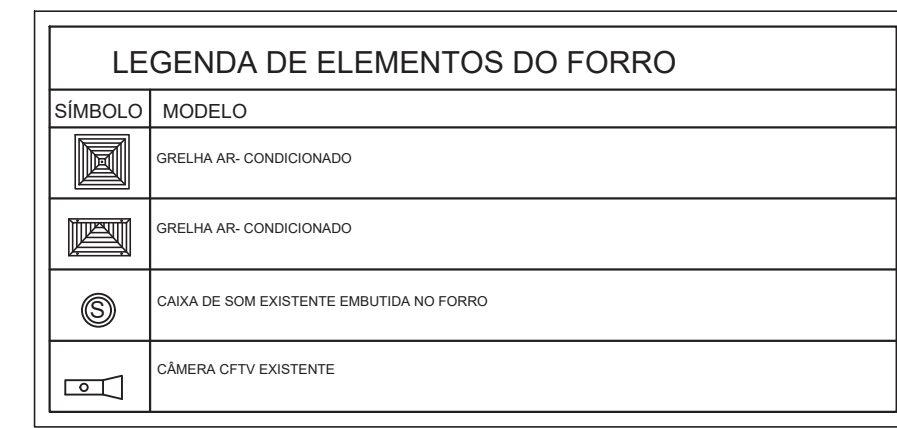 LEGENDA DE ELEMENTOS DO FORRO
SÍMBOLO MODELO
GRELHA AR- CONDICIONADO
GRELHA AR- CONDICIONADO
S CAIXA DE SOM EXISTENTE EMBUTIDA NO FORRO
CÂMERA CFTV EXISTENTE